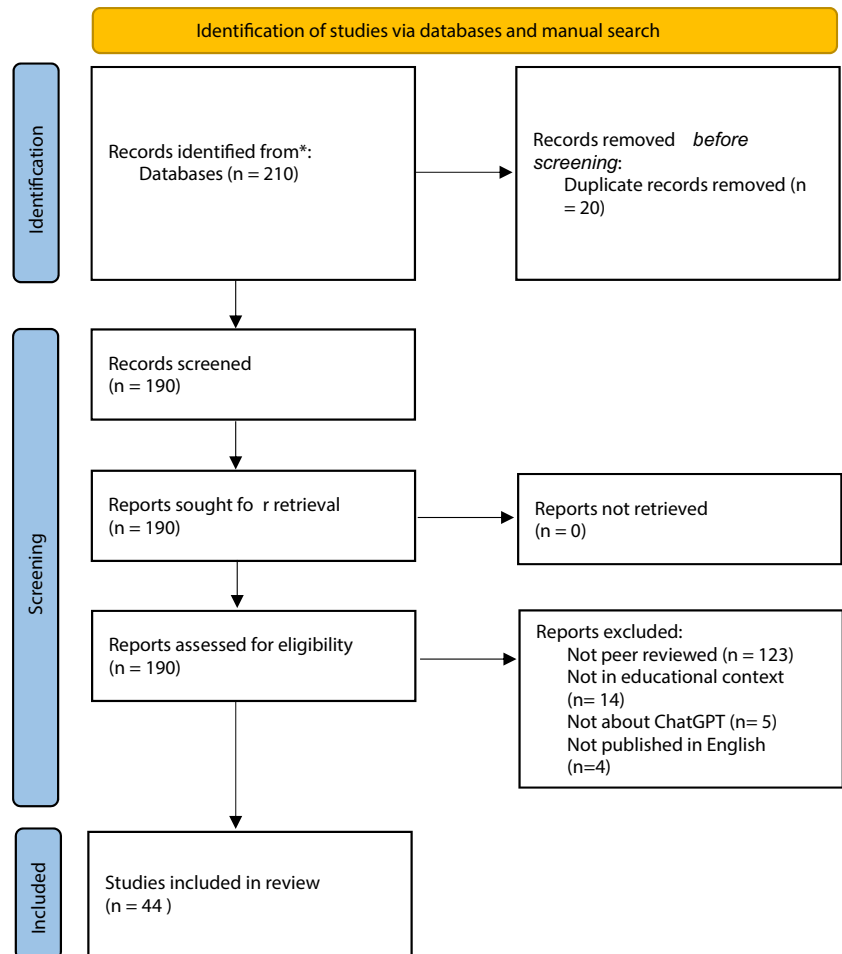 Identification of studies via databases and manual search
Identification
Records identified from*:
Databases (n = 210)
Records removed before
screening:
Duplicate records removed (n
= 20)
Screening
Records screened
(n = 190)
Reports sought fo r retrieval
(n = 190)
Reports not retrieved
(n = 0)
Reports assessed for eligibility
(n = 190)
Reports excluded:
Not peer reviewed (n = 123)
Not in educational context
(n= 14)
Not about ChatGPT (n= 5)
Not published in English
(n=4)
Included
Studies included in review
(n = 44 )